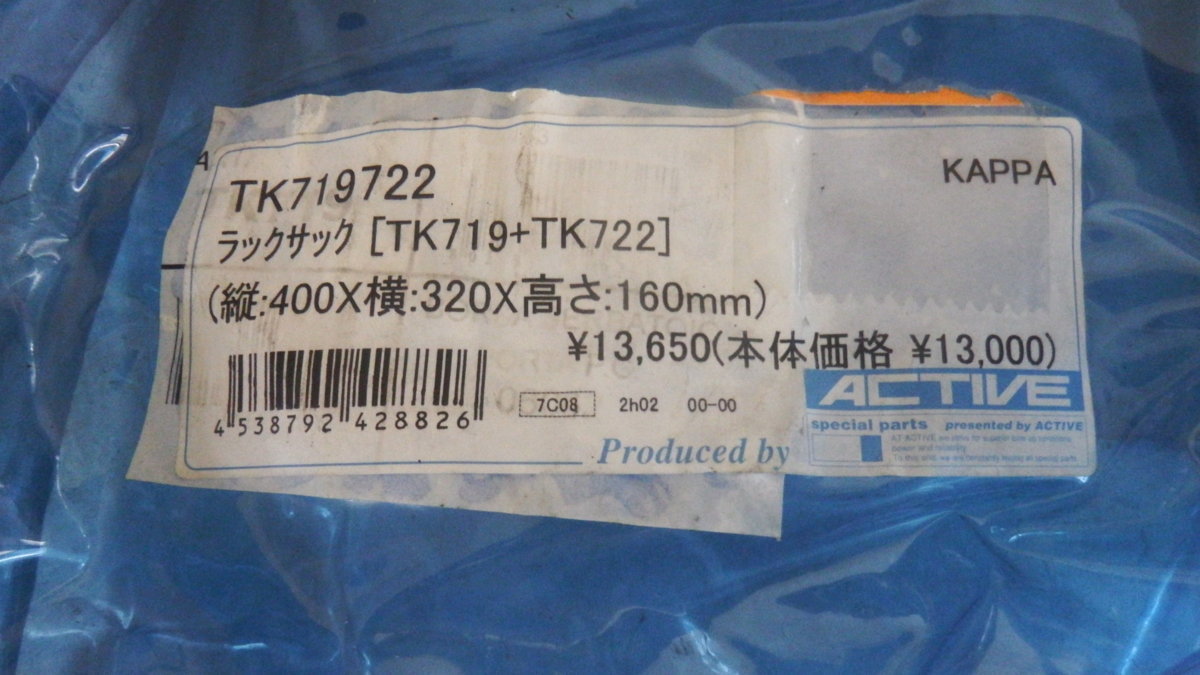 KAPPA
TK719722
ラックサック [TK719+TK722]
(縦:400X横:320X高さ:160mm)
¥13,650(本体価格 ¥13,000)
4 538792 428826
7C08 2h02 00-00
Produced by
ACTIVE
special parts presented by ACTIVE